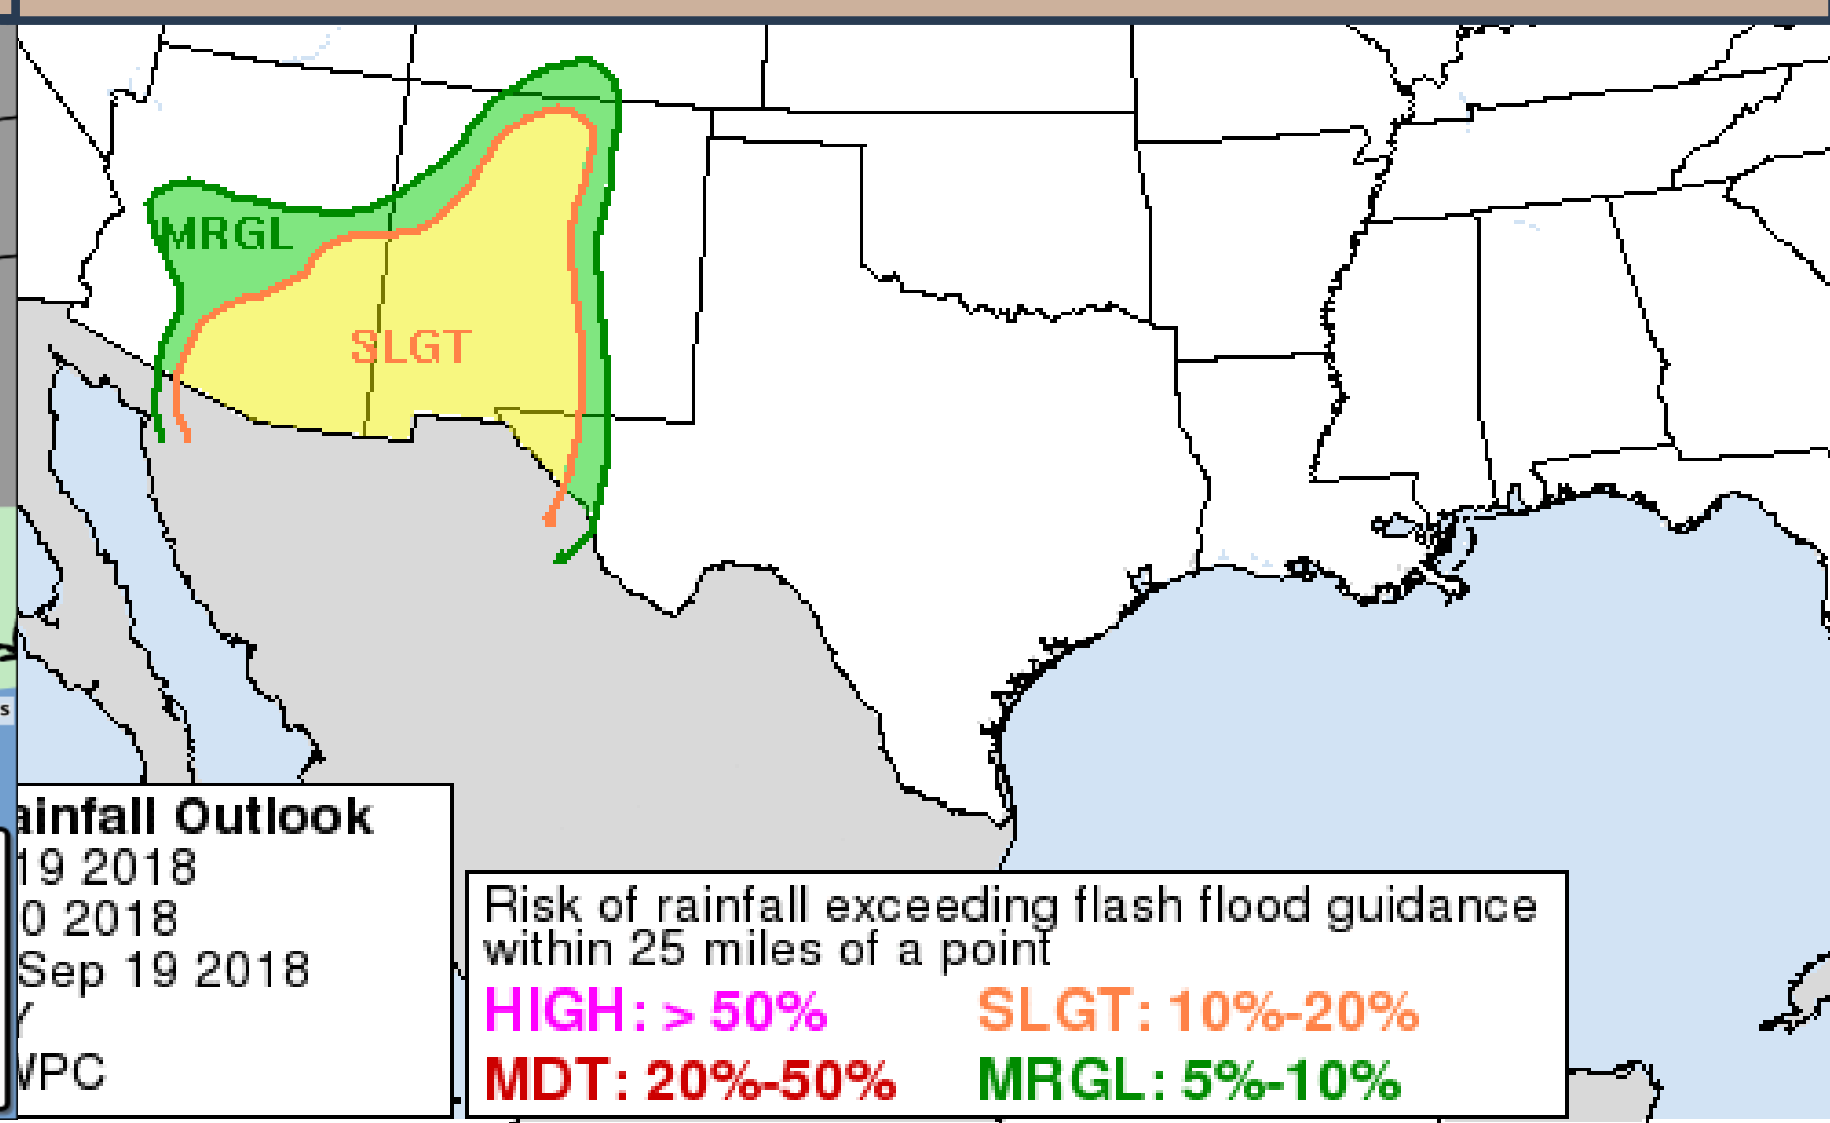 MRGL
SLGT
s
ainfall Outlook
19 2018
0 2018
Sep 19 2018
Y
WPC
Risk of rainfall exceeding flash flood guidance
within 25 miles of a point
HIGH: > 50%
SLGT: 10%-20%
MDT: 20%-50%
MRGL: 5%-10%